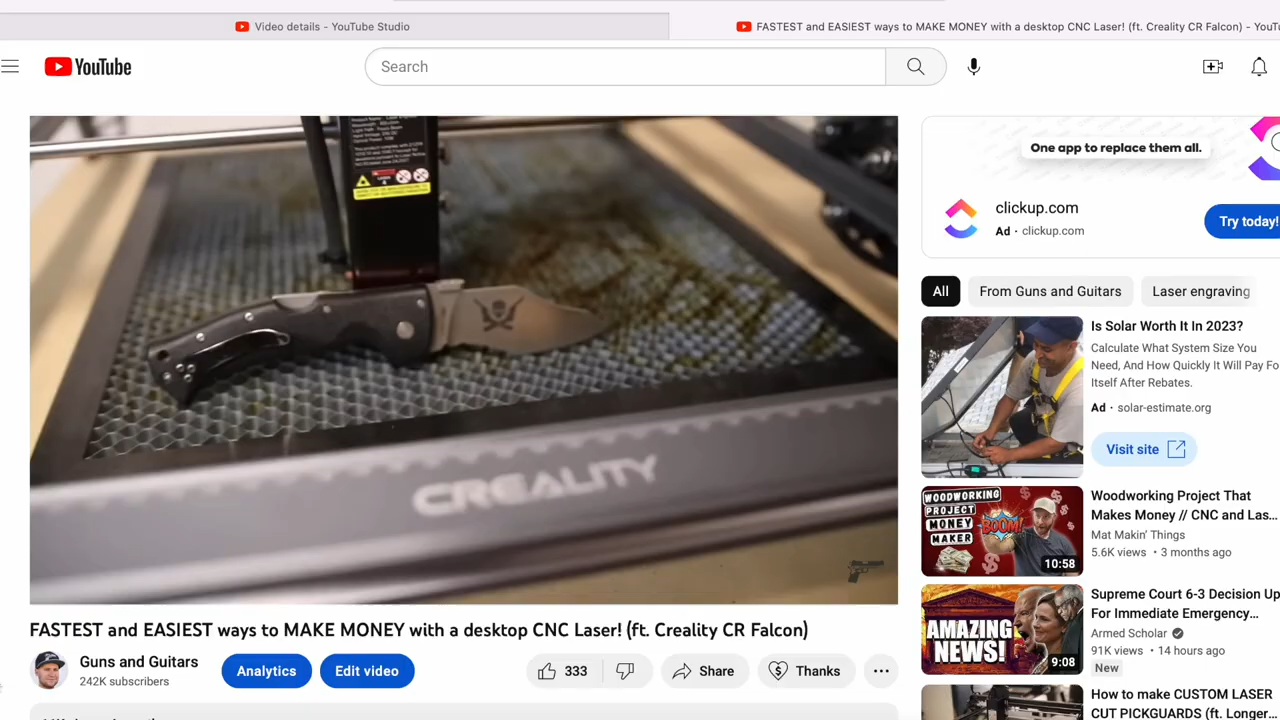 Video details - YouTube Studio
FASTEST and EASIEST ways to MAKE MONEY with a desktop CNC Laser! (ft. Creality CR Falcon) - YouTu
YouTube
Search
CREALITY
One app to replace them all.
clickup.com
Ad · clickup.com
Try today!
All
From Guns and Guitars
Laser engraving
Is Solar Worth It In 2023?
Calculate What System Size You
Need, And How Quickly It Will Pay Fo
Itself After Rebates.
Ad · solar-estimate.org
Visit site
WOODWORKING
PROJECT
MONEY
MAKER
BOOM!
10:58
Woodworking Project That
Makes Money // CNC and Las...
Mat Makin' Things
5.6K views • 3 months ago
AMAZING
NEWS!
9:08
Supreme Court 6-3 Decision Up
For Immediate Emergency...
Armed Scholar
91K views • 14 hours ago
New
How to make CUSTOM LASER
CUT PICKGUARDS (ft. Longer...
FASTEST and EASIEST ways to MAKE MONEY with a desktop CNC Laser! (ft. Creality CR Falcon)
Guns and Guitars
242K subscribers
Analytics
Edit video
333
Share
Thanks